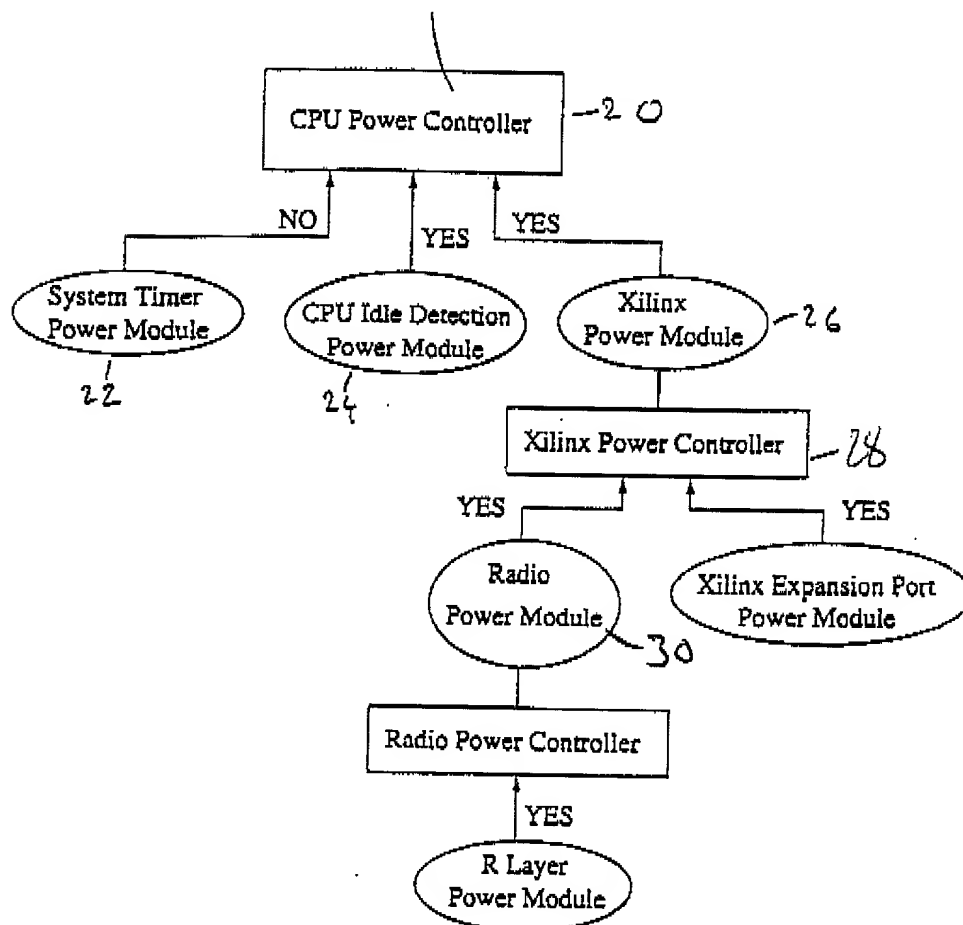 CPU Power Controller
20
NO
YES
YES
System Timer
Power Module
22
CPU Idle Detection
Power Module
24
Xilinx
Power Module
26
Xilinx Power Controller
28
YES
YES
Radio
Power Module
30
Xilinx Expansion Port
Power Module
Radio Power Controller
YES
R Layer
Power Module